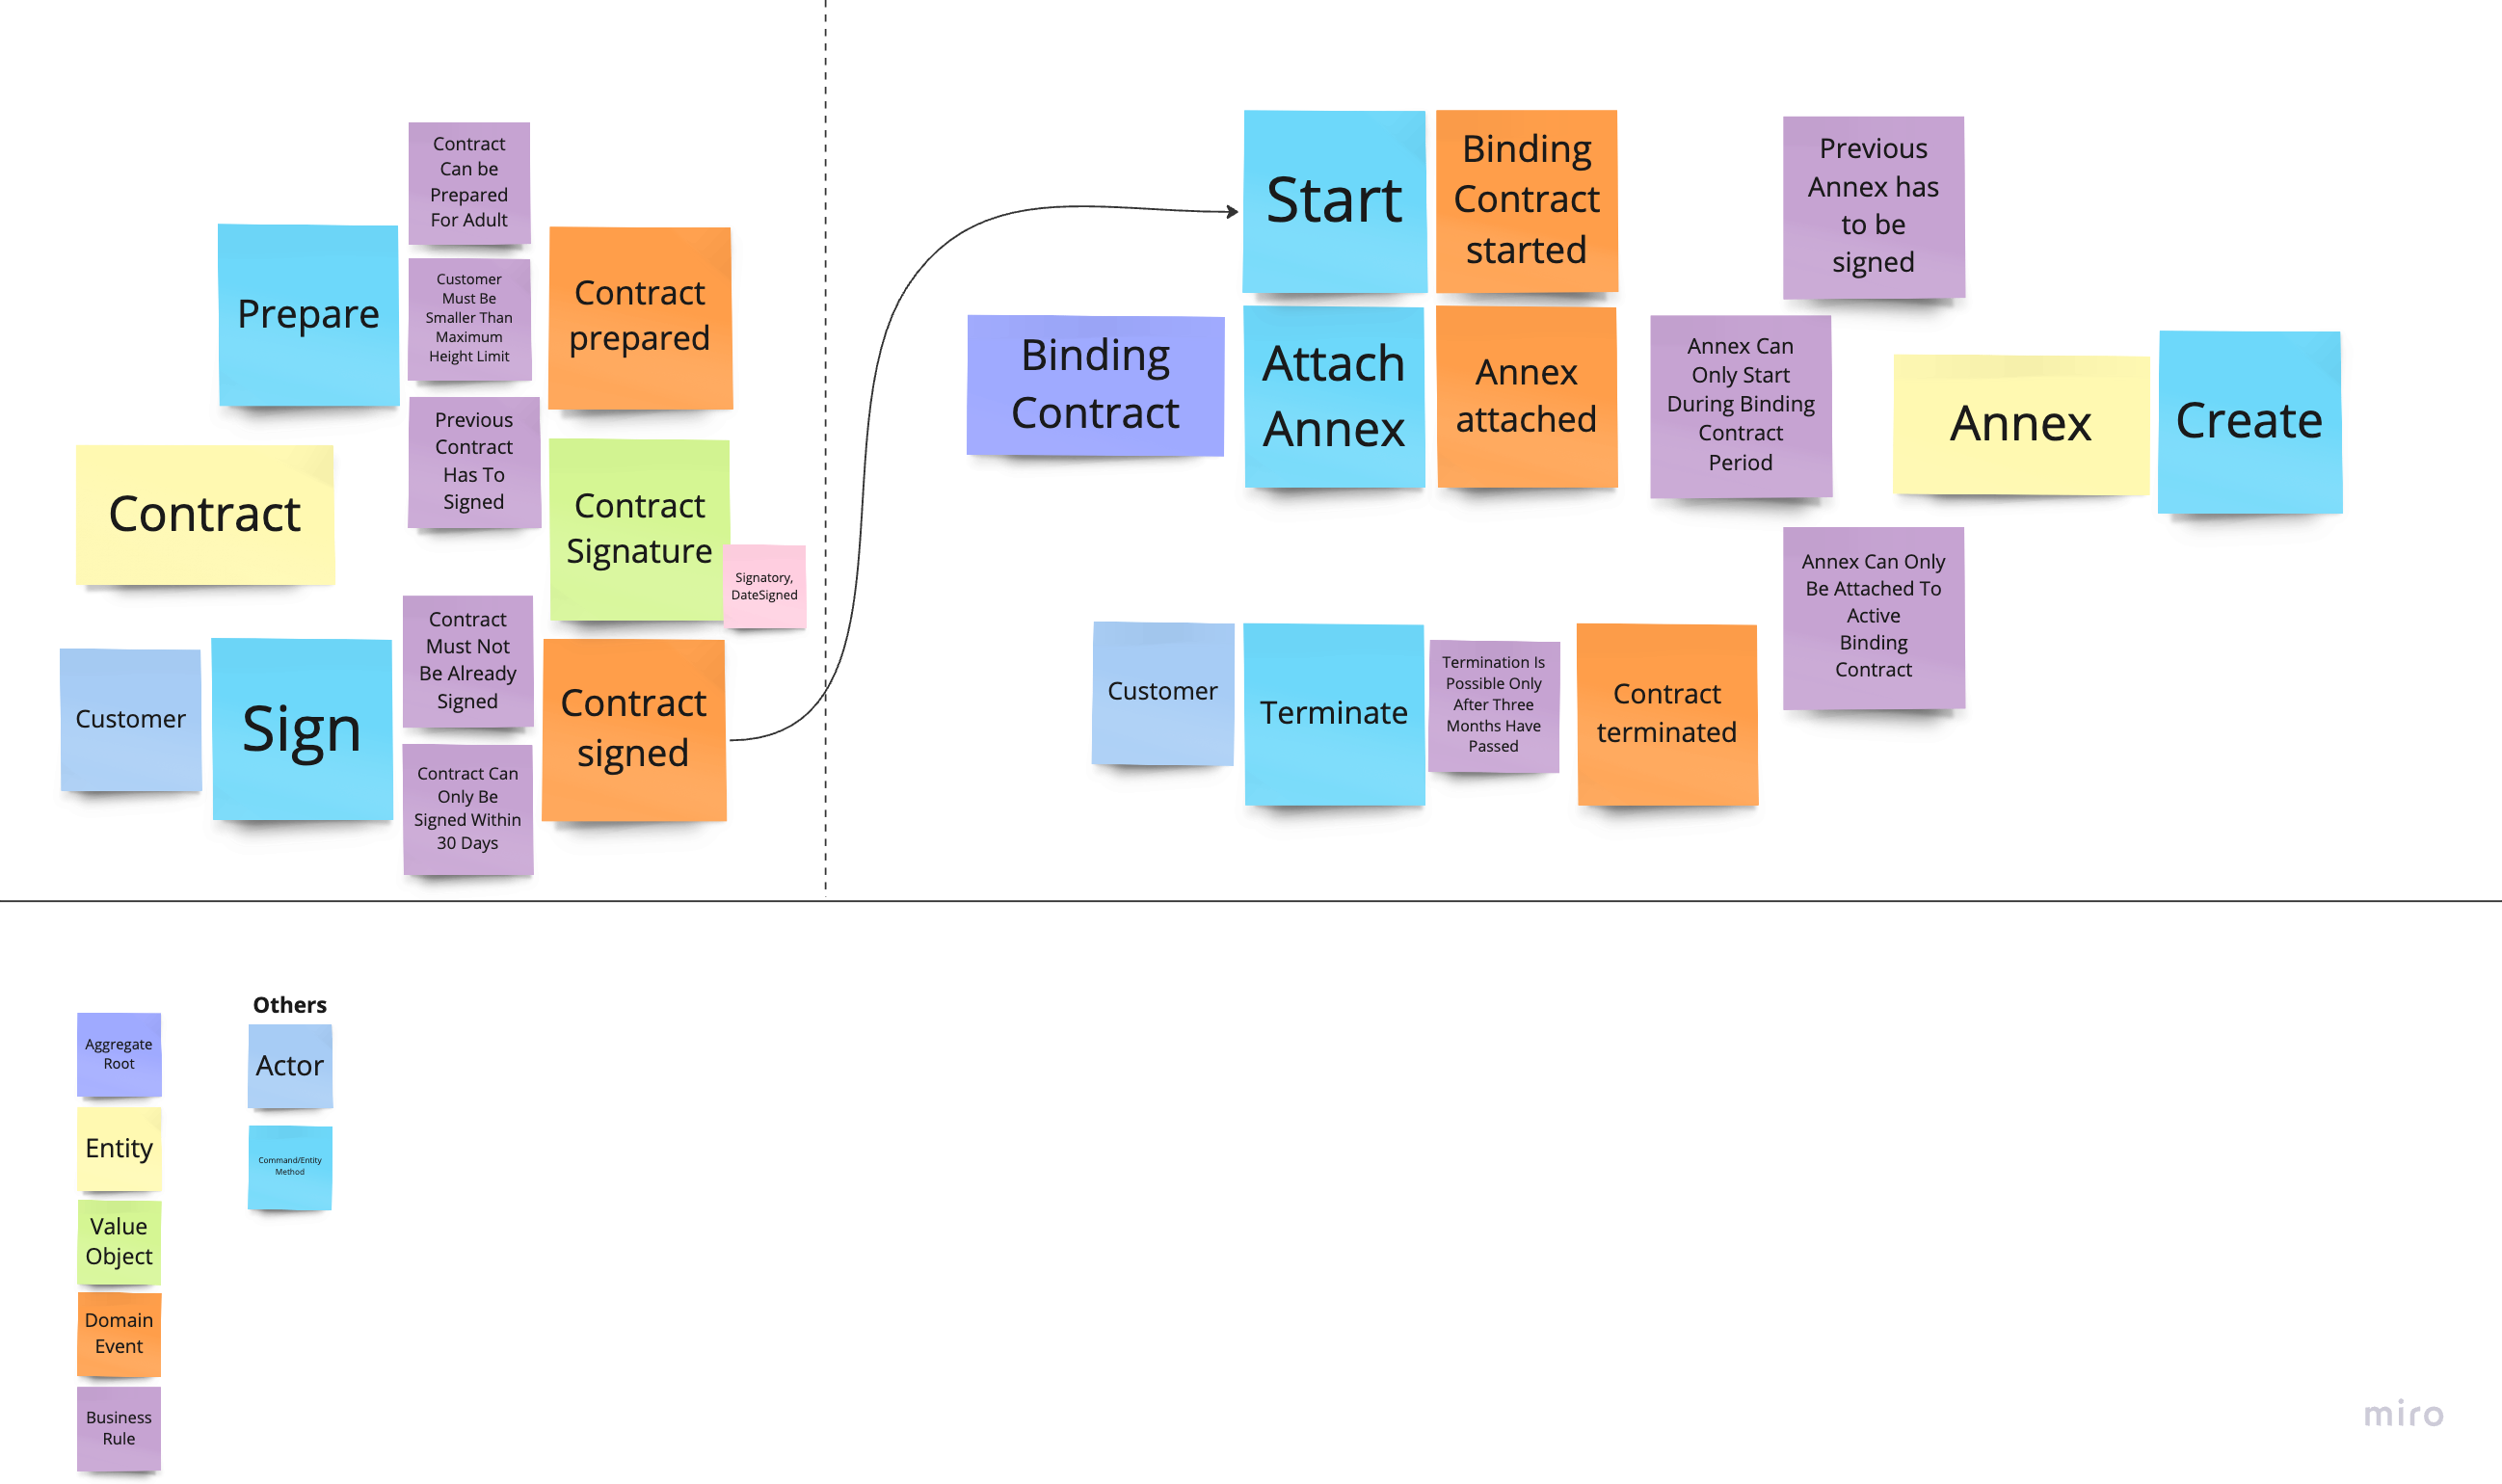 Contract
Can be
Prepared
For Adult
Prepare
Customer
Must Be
Smaller Than
Maximum
Height Limit
Contract
prepared
Previous
Contract
Has To
Signed
Contract
Contract
Signature
Signatory,
DateSigned
Customer
Sign
Contract
Must Not
Be Already
Signed
Contract Can
Only Be
Signed Within
30 Days
Contract
signed
Start
Binding
Contract
started
Binding
Contract
Attach
Annex
Annex
attached
Previous
Annex has
to be
signed
Annex Can
Only Start
During Binding
Contract
Period
Annex
Create
Annex Can Only
Be Attached To
Active
Binding
Contract
Customer
Terminate
Termination Is
Possible Only
After Three
Months Have
Passed
Contract
terminated
Aggregate
Root
Entity
Value
Object
Domain
Event
Business
Rule
Others
Actor
Command/Entity
Method
miro